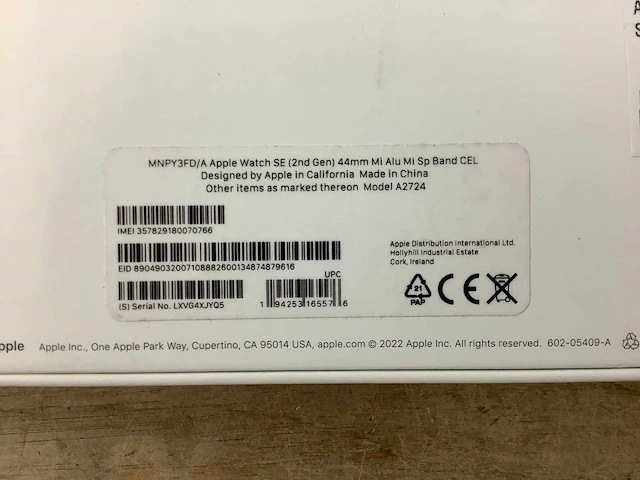 A
S
MNPY3FD/A Apple Watch SE (2nd Gen) 44mm Mi Alu Mi Sp Band CEL
Designed by Apple in California Made in China
Other items as marked thereon Model A2724
IMEI 357829180070766
EID 89049032007108882600134874879616
(S) Serial No. LXVG4XJYQ5
UPC
1 94253 16557 6
Apple Distribution International Ltd.
Hollyhill Industrial Estate
Cork, Ireland
21
PAP
CE
pple Apple Inc., One Apple Park Way, Cupertino, CA 95014 USA, apple.com © 2022 Apple Inc. All rights reserved. 602-05409-A